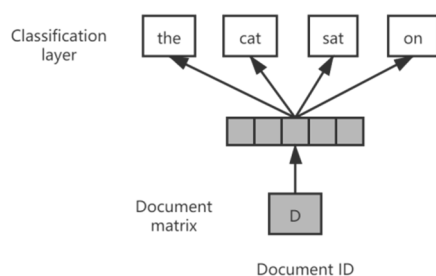 Classification
layer
the cat sat on
Document
matrix
D
Document ID